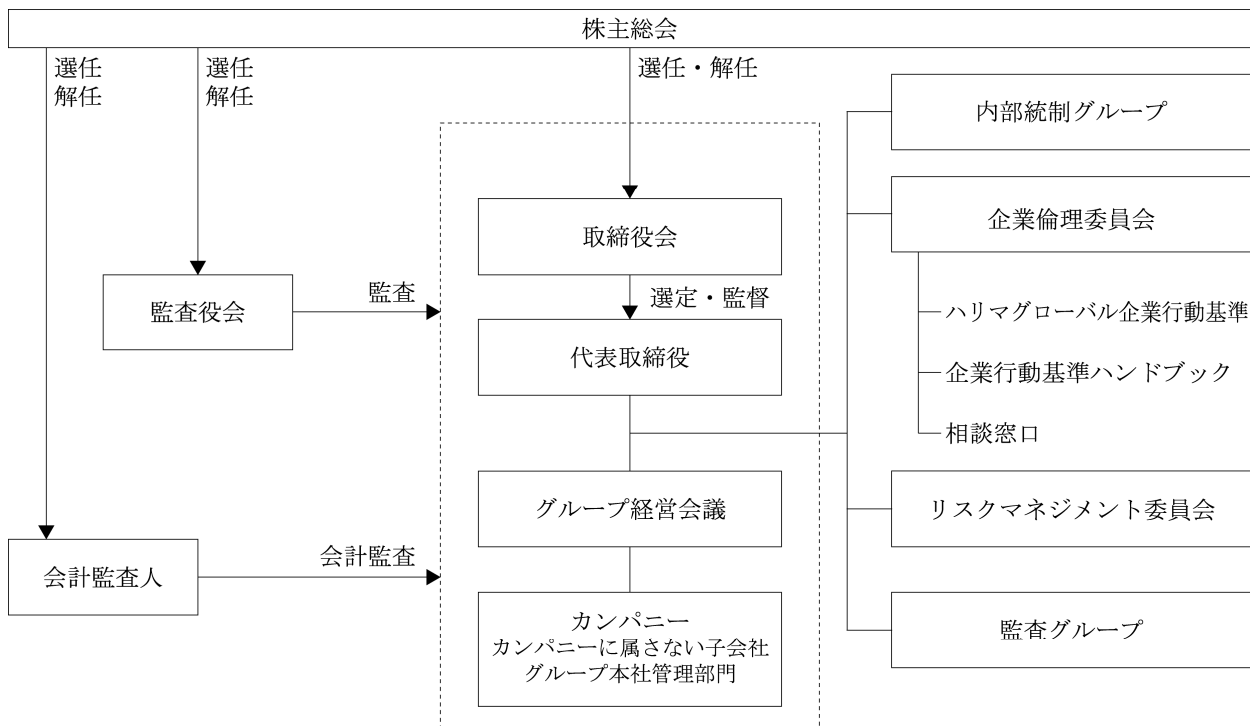 株主総会
選任
解任
選任
解任
選任・解任
内部統制グループ
企業倫理委員会
ハリマグローバル企業行動基準
企業行動基準ハンドブック
相談窓口
取締役会
選定・監督
監査役会
監査
代表取締役
グループ経営会議
リスクマネジメント委員会
会計監査人
会計監査
カンパニー
カンパニーに属さない子会社
グループ本社管理部門
監査グループ